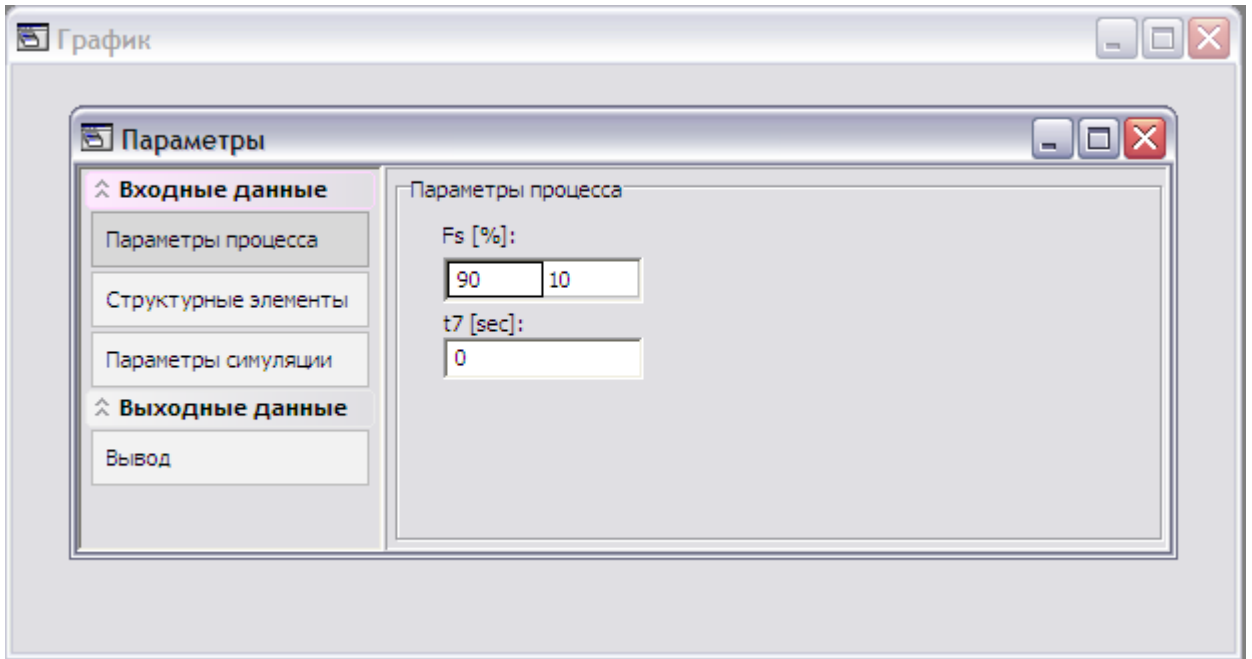 График
Параметры
Входные данные
Параметры процесса
Структурные элементы
Параметры симуляции
Выходные данные
Вывод
Параметры процесса
Fs [%]:
90 10
t7 [sec]:
0